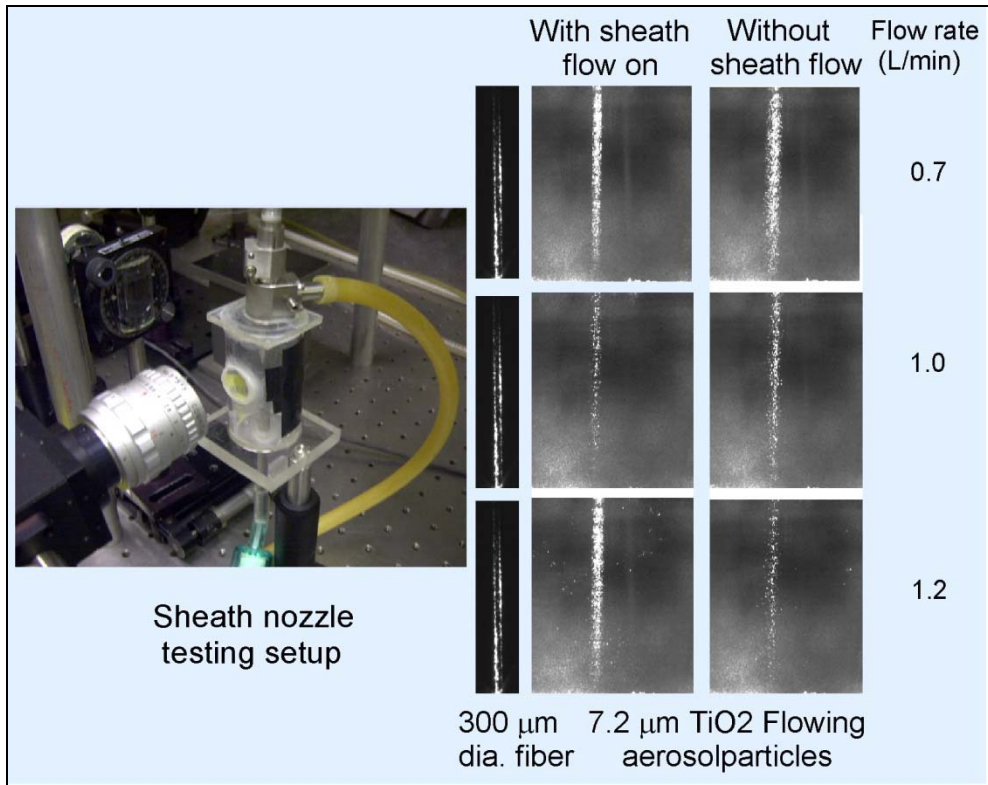 With sheath
flow on
Without
sheath flow
Flow rate
(L/min)
0.7
1.0
1.2
Sheath nozzle
testing setup
300 μm
dia. fiber
7.2 μm TiO2 Flowing
aerosolparticles